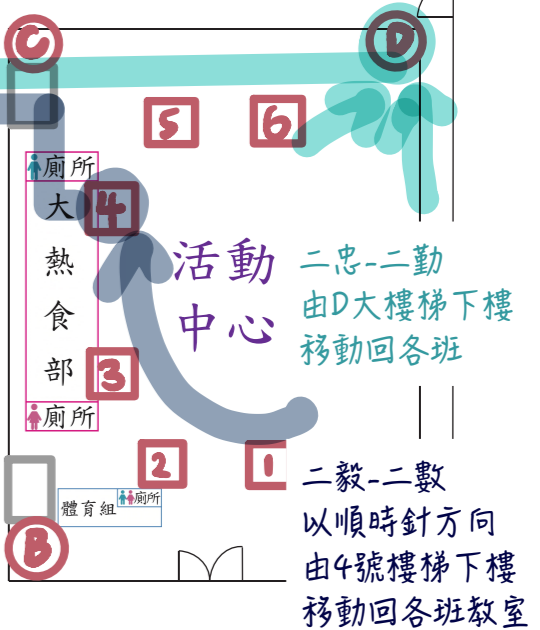 C
D
5
6
廁所
大
4
熱
食
部
3
廁所
活動
中心
二忠-二勤
由D大樓梯下樓
移動回各班
2
1
體育組
廁所
B
二毅-二數
以順時針方向
由4號樓梯下樓
移動回各班教室